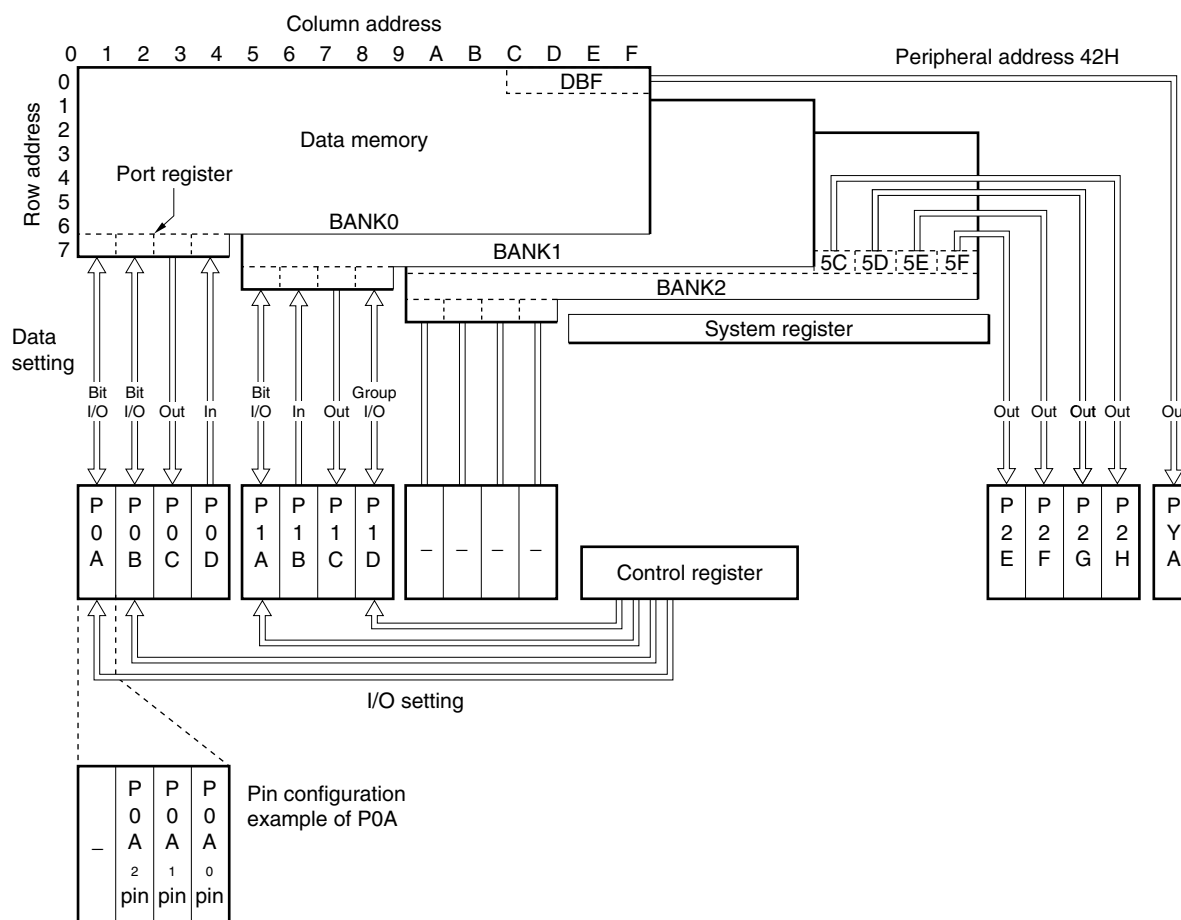 Column address
0 1 2 3 4 5 6 7 8 9 A B C D E F
Peripheral address 42H
Row address
0
1
2
3
4
5
6
7
DBF
Data memory
Port register
BANK0
BANK1
5C 5D 5E 5F
BANK2
System register
Data
setting
Bit
I/O
Bit
I/O
Out
In
Bit
I/O
In
Out
Group
I/O
Out
Out
Out
Out
P0A
P0B
P0C
P0D
P1A
P1B
P1C
P1D
–
–
–
–
Control register
P2E
P2F
P2G
P2H
PYA
I/O setting
–
P0A2 pin
P0A1 pin
P0A0 pin
Pin configuration
example of P0A